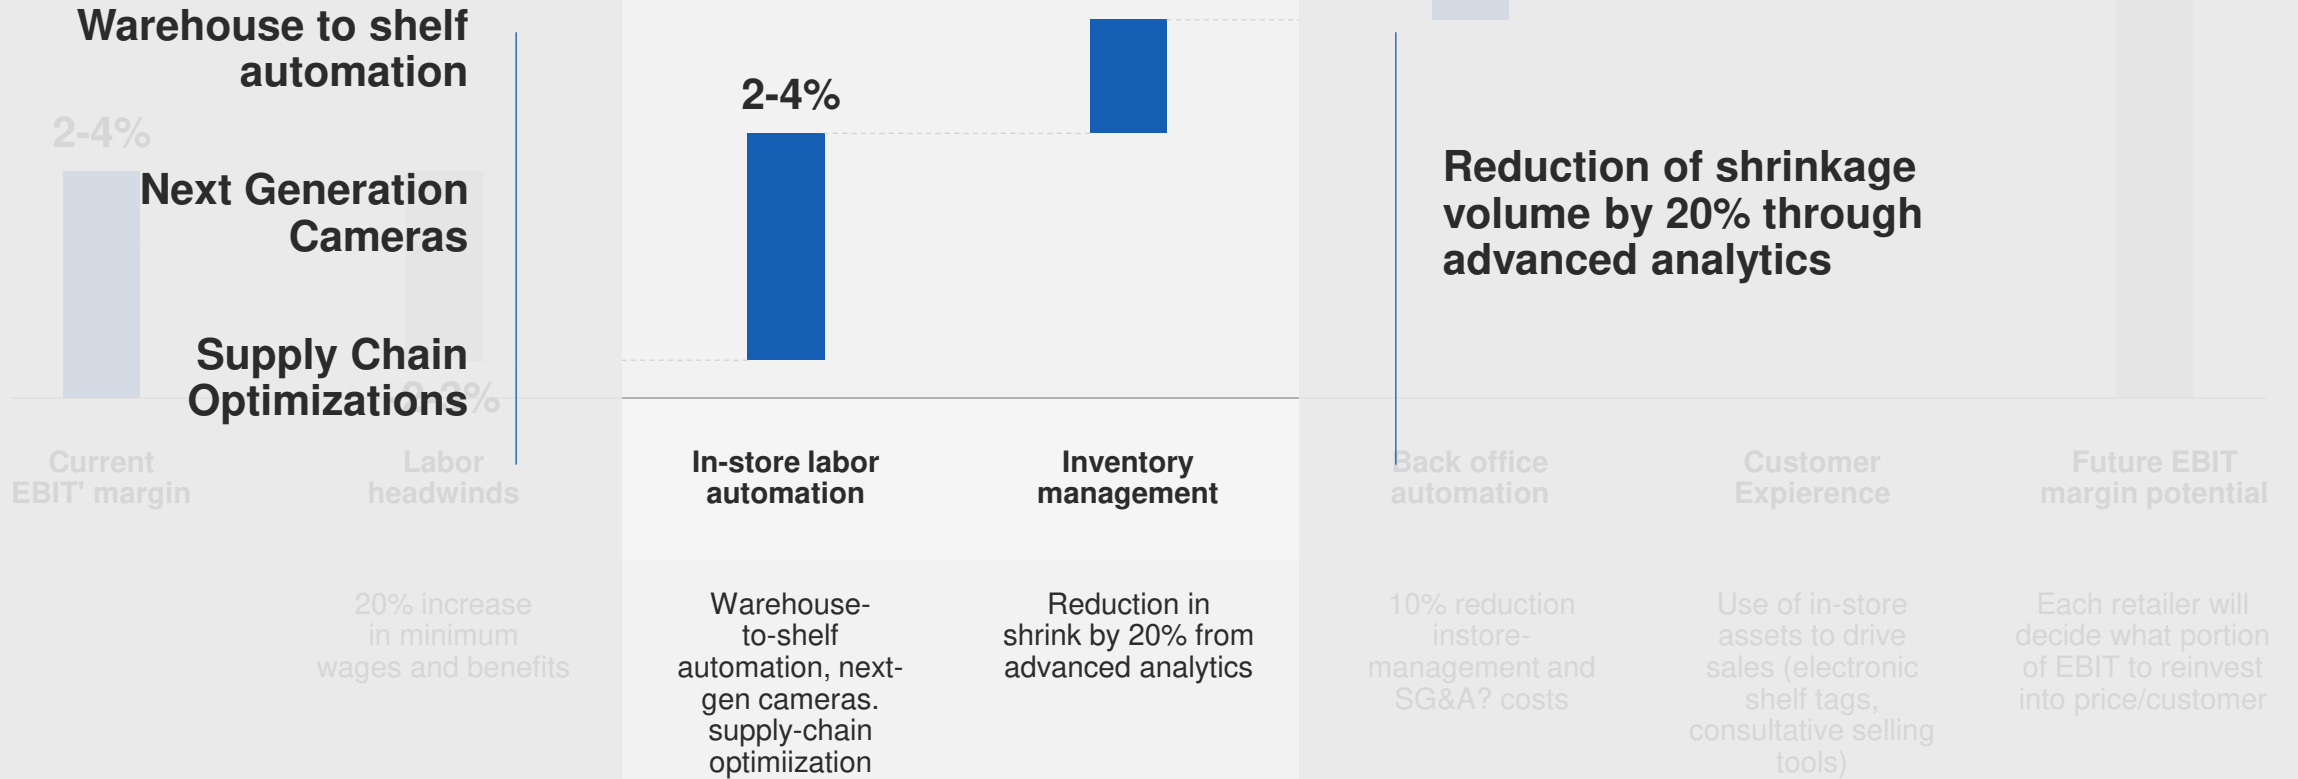 Warehouse to shelf
automation
2-4%
2-4%
Next Generation
Cameras
Reduction of shrinkage
volume by 20% through
advanced analytics
Supply Chain
Optimizations
Current
EBIT' margin
Labor
headwinds
In-store labor
automation
Inventory
management
Back office
automation
Customer
Expierence
Future EBIT
margin potential
20% increase
in minimum
wages and benefits
Warehouse-
to-shelf
automation, next-
gen cameras.
supply-chain
optimiization
Reduction in
shrink by 20% from
advanced analytics
10% reduction
instore-
management and
SG&A? costs
Use of in-store
assets to drive
sales (electronic
shelf tags,
consultative selling
tools)
Each retailer will
decide what portion
of EBIT to reinvest
into price/customer